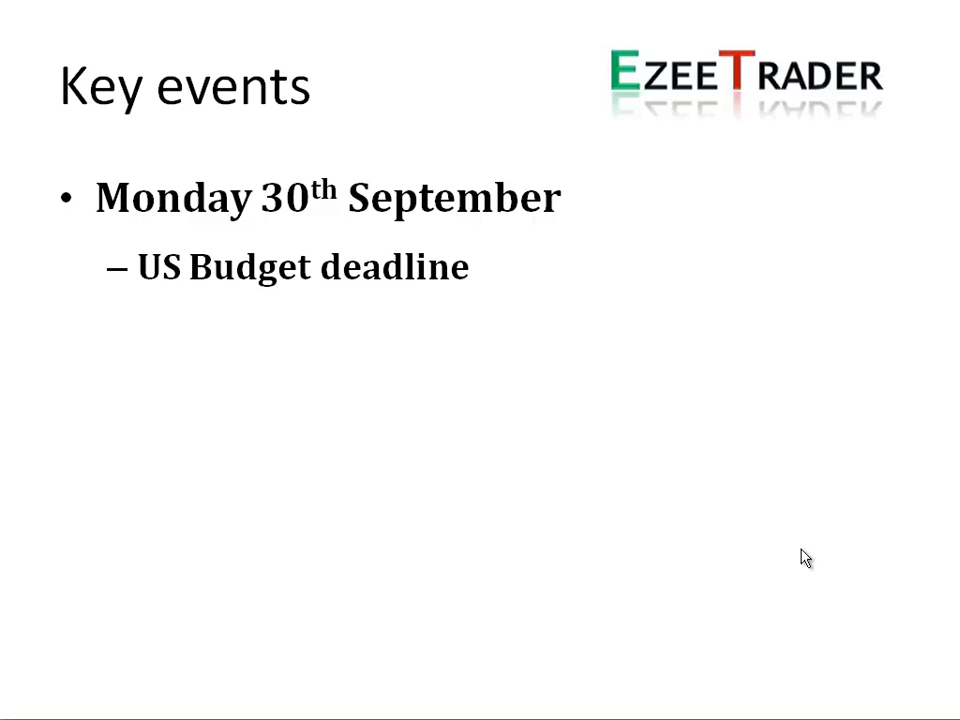 Key events
EZEETRADER
• Monday 30th September
– US Budget deadline